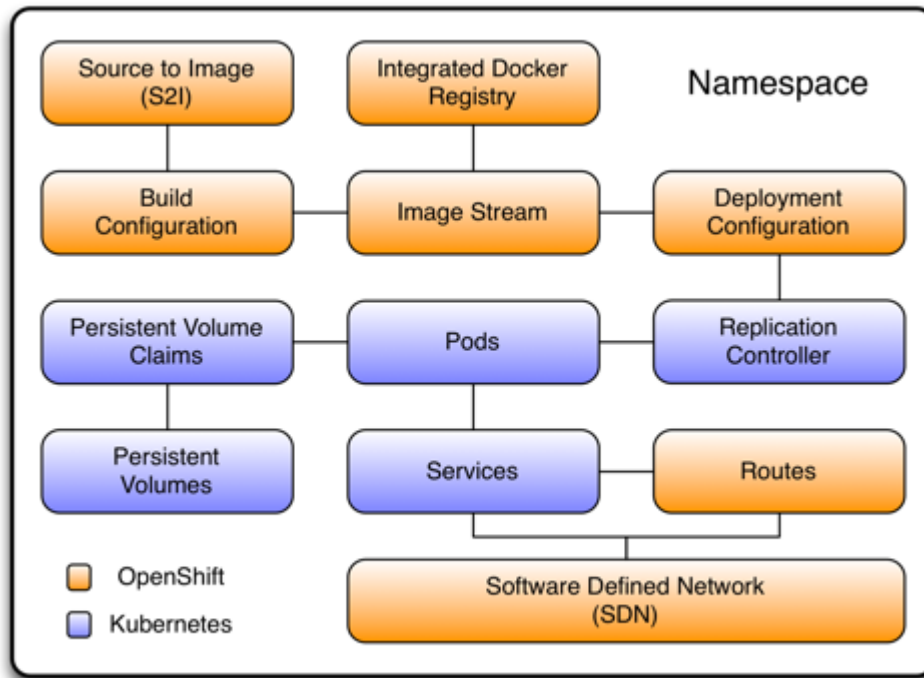 Source to Image
(S2I)
Integrated Docker
Registry
Namespace
Build
Configuration
Image Stream
Deployment
Configuration
Persistent Volume
Claims
Pods
Replication
Controller
Persistent
Volumes
Services
Routes
OpenShift
Kubernetes
Software Defined Network
(SDN)